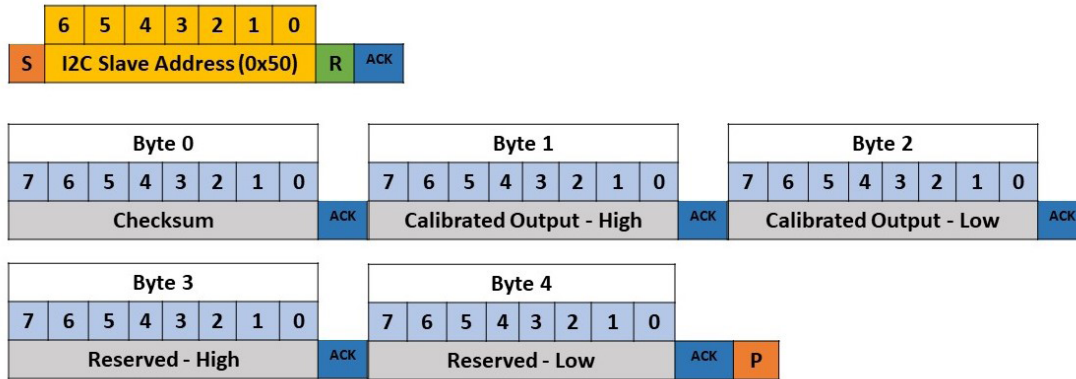 6 5 4 3 2 1 0
S I2C Slave Address (0x50) R ACK
Byte 0 Byte 1 Byte 2
7 6 5 4 3 2 1 0 7 6 5 4 3 2 1 0 7 6 5 4 3 2 1 0
Checksum ACK Calibrated Output - High ACK Calibrated Output - Low ACK
Byte 3 Byte 4
7 6 5 4 3 2 1 0 7 6 5 4 3 2 1 0
Reserved - High ACK Reserved - Low ACK P